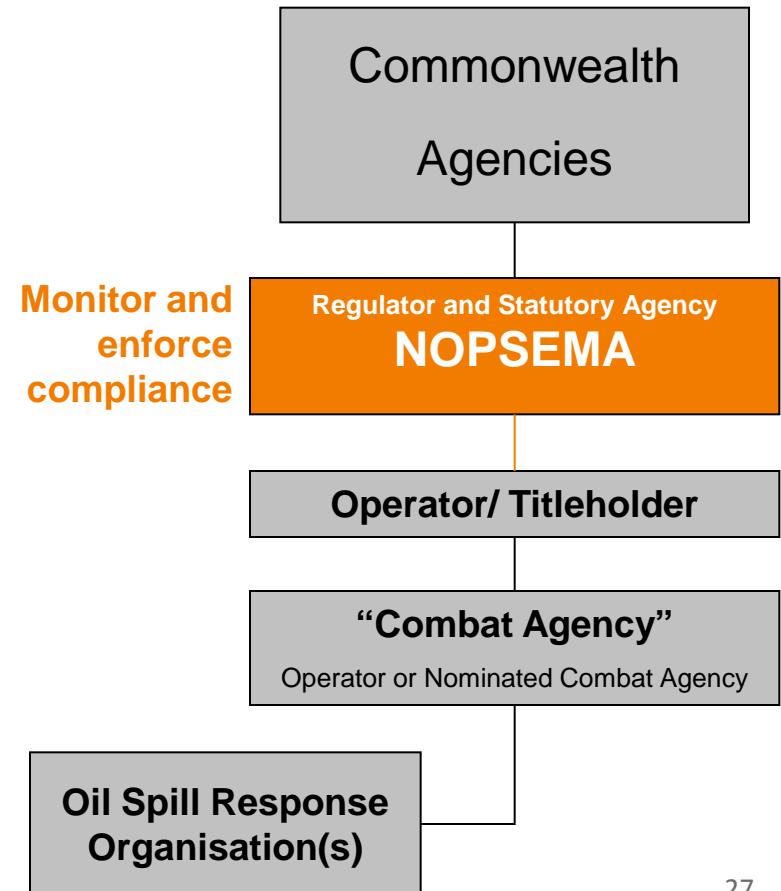 Commonwealth
Agencies
Monitor and
enforce
compliance
Regulator and Statutory Agency
NOPSEMA
Operator/ Titleholder
“Combat Agency”
Operator or Nominated Combat Agency
Oil Spill Response
Organisation(s)
27